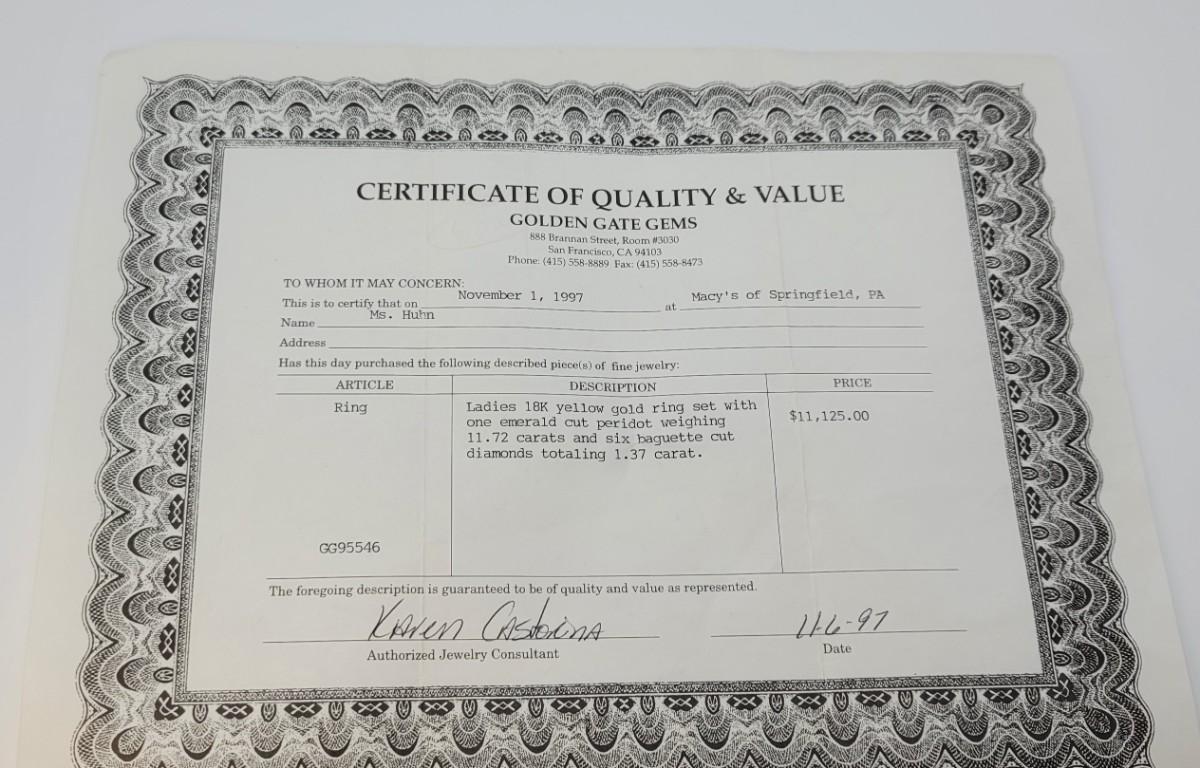 CERTIFICATE OF QUALITY & VALUE
GOLDEN GATE GEMS
888 Brannan Street, Room #3030
San Francisco, CA 94103
Phone: (415) 558-8889 Fax: (415) 558-8473
TO WHOM IT MAY CONCERN:
This is to certify that on November 1, 1997 at Macy's of Springfield, PA
Name Ms. Huhn
Address
Has this day purchased the following described piece(s) of fine jewelry:
ARTICLE DESCRIPTION PRICE
Ring Ladies 18K yellow gold ring set with $11,125.00
one emerald cut peridot weighing
11.72 carats and six baguette cut
diamonds totaling 1.37 carat.
GG95546
The foregoing description is guaranteed to be of quality and value as represented.
Karen Castorina 11-6-97
Authorized Jewelry Consultant Date